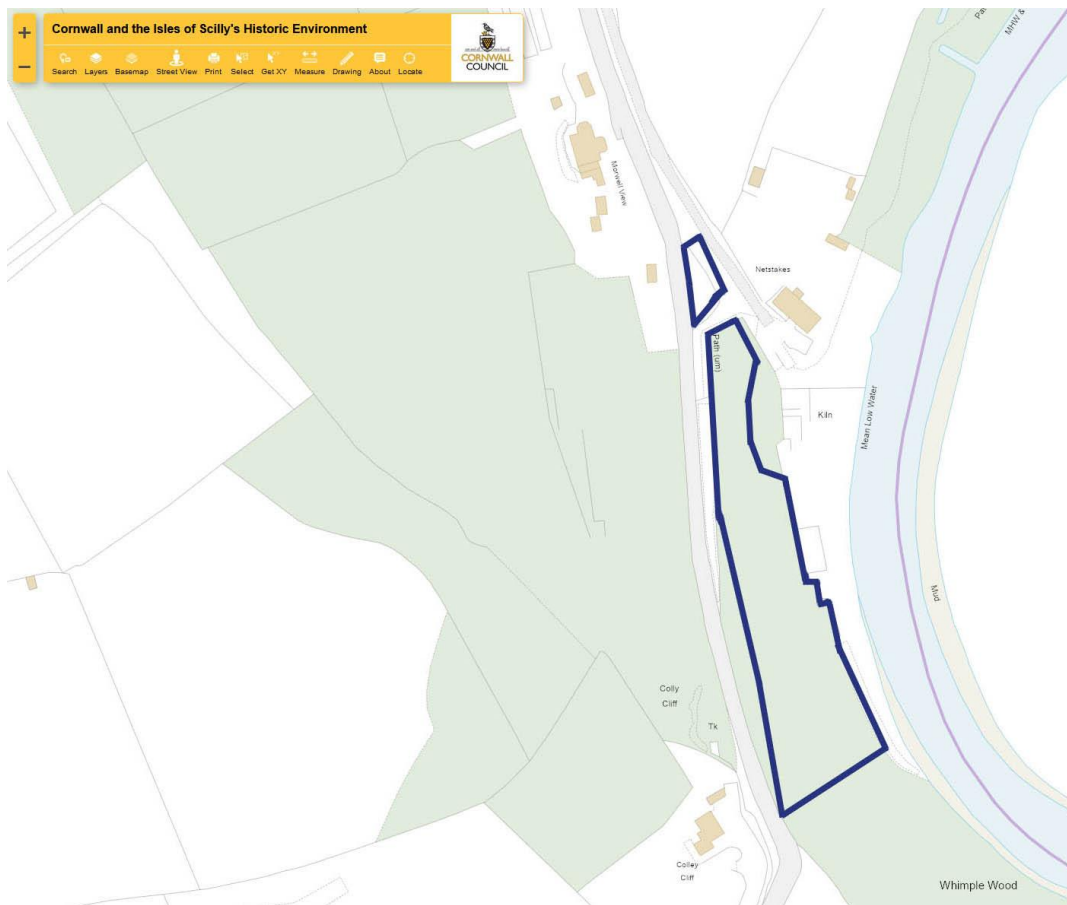 Cornwall and the Isles of Scilly's Historic Environment
Search Layers Basemap Street View Print Select Get XY Measure Drawing About Locate
CORNWALL
COUNCIL
MHW &
Morwell View
Netstakes
Path (um)
Kiln
Mean Low Water
Mud
Colly
Cliff
Tk
Colley
Cliff
Whimple Wood